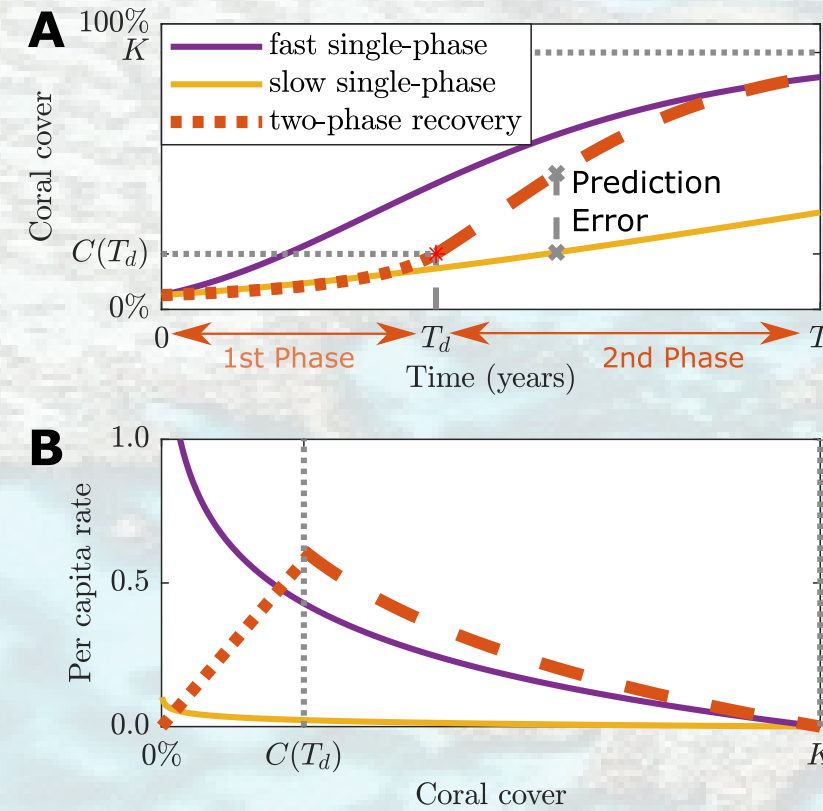 A
100%
K
fast single-phase
slow single-phase
two-phase recovery
Coral cover
Prediction
Error
C(T_d)
0%
0
T_d
T
1st Phase
2nd Phase
Time (years)
B
1.0
Per capita rate
0.5
0.0
0%
C(T_d)
K
Coral cover